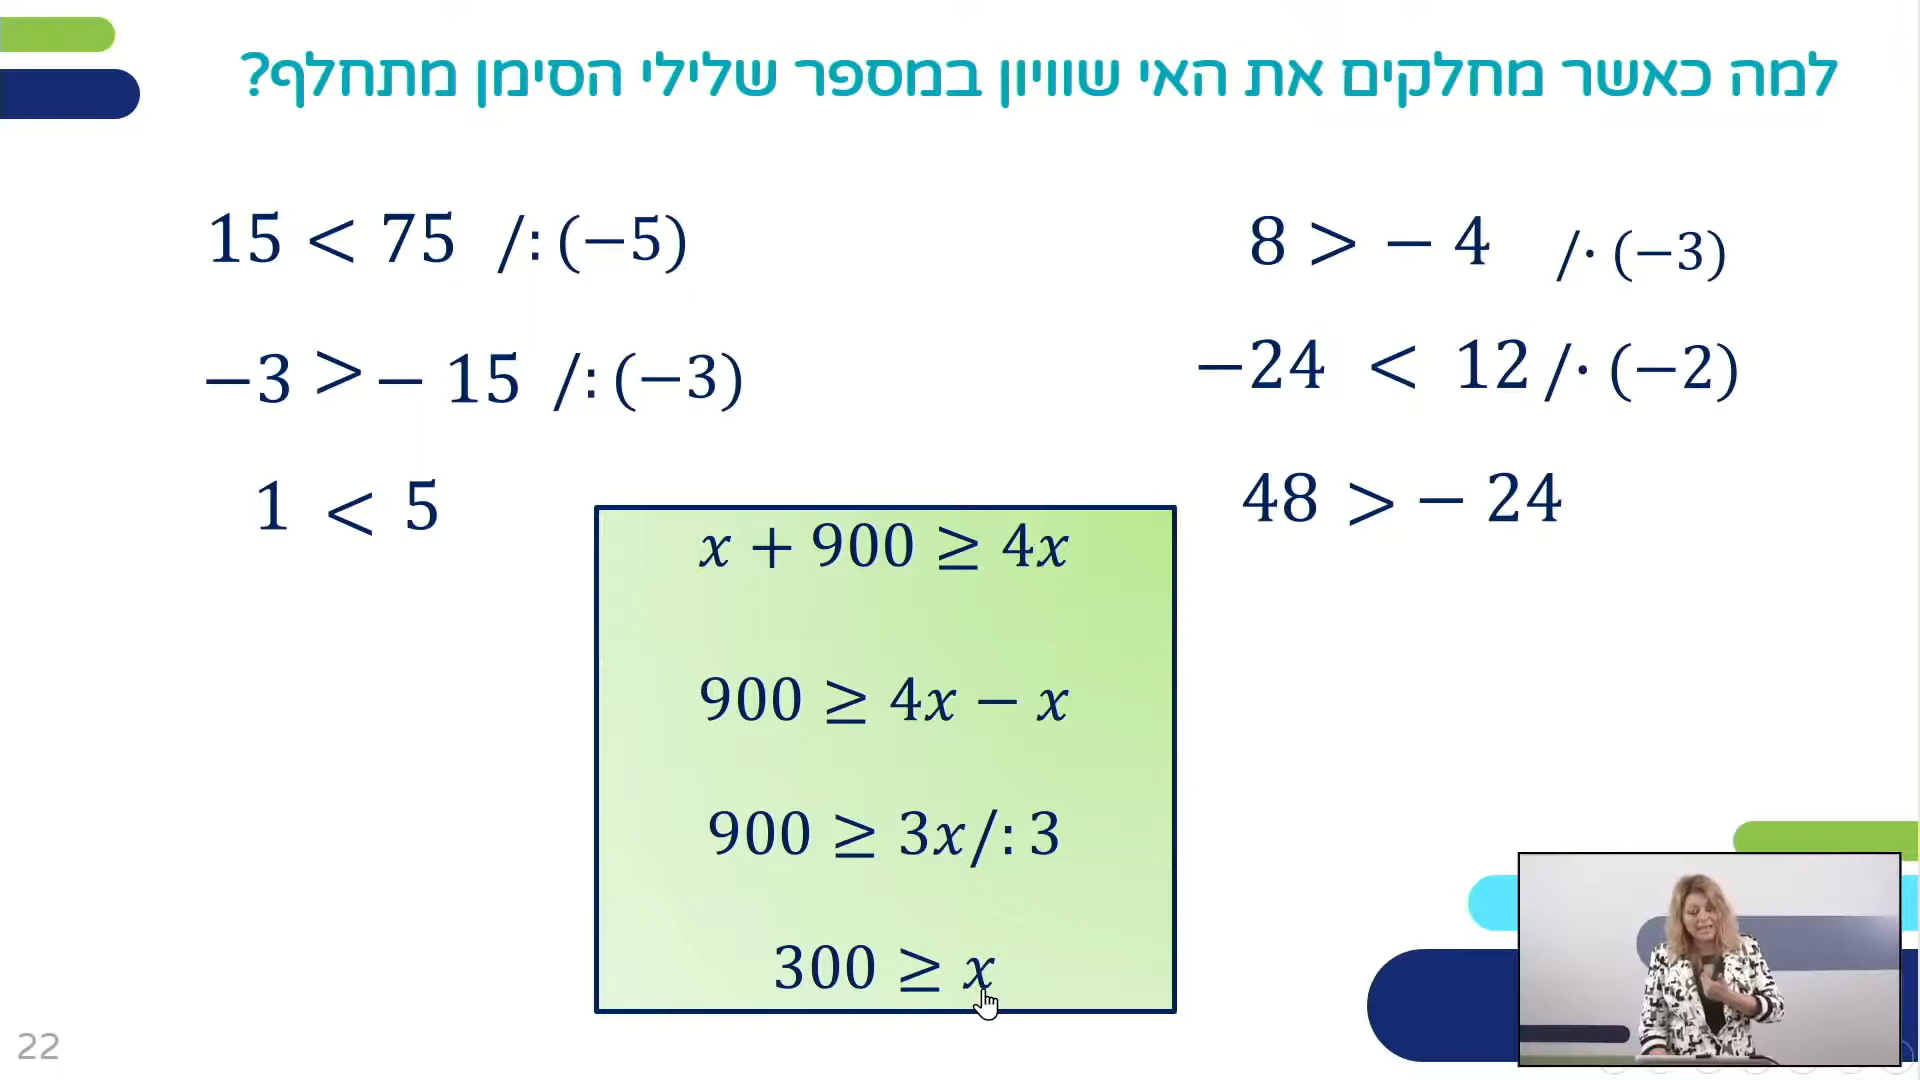 למה כאשר מחלקים את האי שוויון במספר שלילי הסימן מתחלף?
15 < 75 /: (−5)
−3 > − 15 /: (−3)
1 < 5
8 > − 4 /· (−3)
−24 < 12 /· (−2)
48 > − 24
x + 900 ≥ 4x
900 ≥ 4x − x
900 ≥ 3x/: 3
300 ≥ x
22